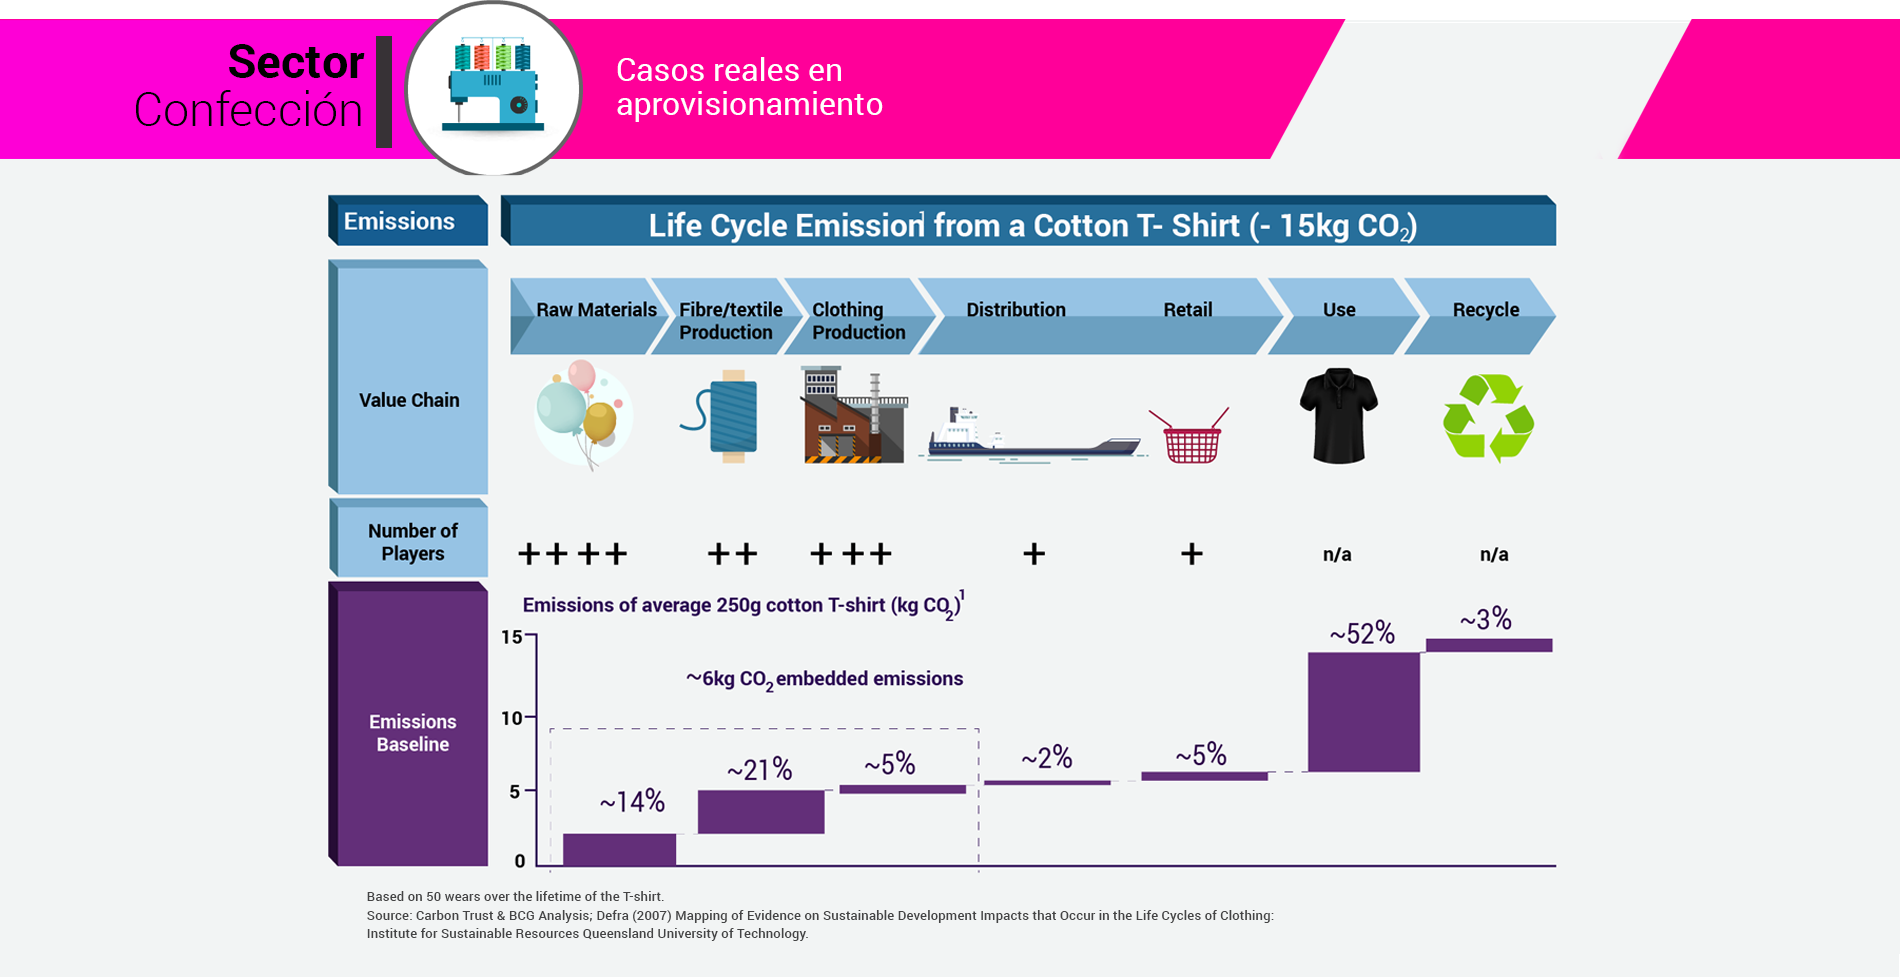 Sector
Confección
Casos reales en
aprovisionamiento
Emissions
Life Cycle Emission¹ from a Cotton T- Shirt (- 15kg CO₂)
Value Chain
Raw Materials
Fibre/textile
Production
Clothing
Production
Distribution
Retail
Use
Recycle
Number of
Players
++ ++
++
+ ++
+
+
n/a
n/a
Emissions
Baseline
Emissions of average 250g cotton T-shirt (kg CO₂)¹
15
10
5
0
~6kg CO₂ embedded emissions
~14%
~21%
~5%
~2%
~5%
~52%
~3%
Based on 50 wears over the lifetime of the T-shirt.
Source: Carbon Trust & BCG Analysis; Defra (2007) Mapping of Evidence on Sustainable Development Impacts that Occur in the Life Cycles of Clothing:
Institute for Sustainable Resources Queensland University of Technology.